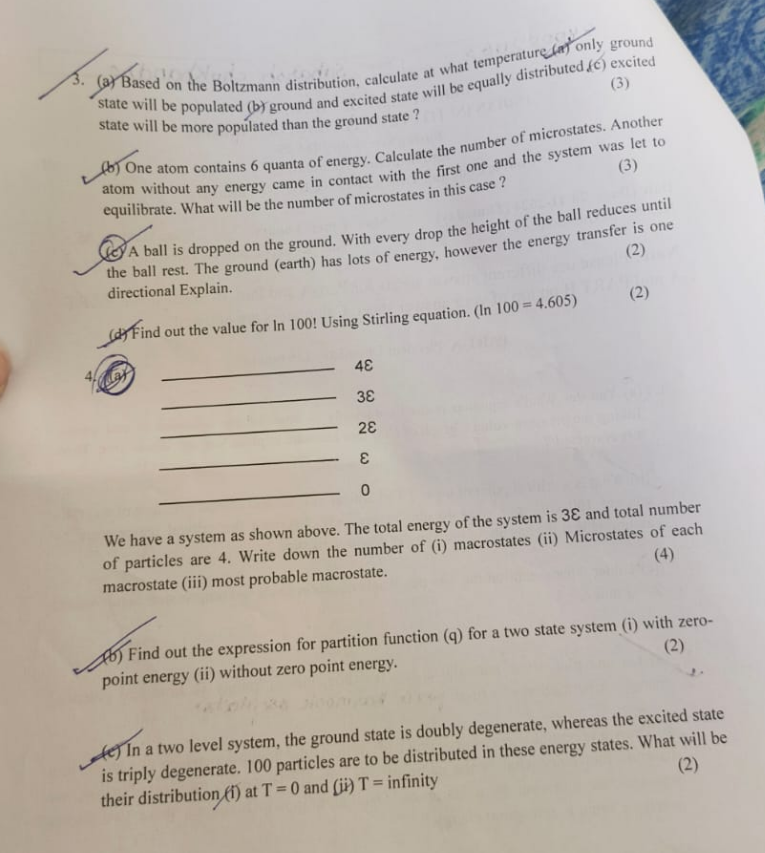 3. (a) Based on the Boltzmann distribution, calculate at what temperature (a) only ground
state will be populated (b) ground and excited state will be equally distributed (c) excited
state will be more populated than the ground state ? (3)
(b) One atom contains 6 quanta of energy. Calculate the number of microstates. Another
atom without any energy came in contact with the first one and the system was let to
equilibrate. What will be the number of microstates in this case ? (3)
(c) A ball is dropped on the ground. With every drop the height of the ball reduces until
the ball rest. The ground (earth) has lots of energy, however the energy transfer is one
directional Explain. (2)
(d) Find out the value for ln 100! Using Stirling equation. (ln 100 = 4.605) (2)
4. (a)
4Ɛ
3Ɛ
2Ɛ
Ɛ
0
We have a system as shown above. The total energy of the system is 3Ɛ and total number
of particles are 4. Write down the number of (i) macrostates (ii) Microstates of each
macrostate (iii) most probable macrostate. (4)
(b) Find out the expression for partition function (q) for a two state system (i) with zero-
point energy (ii) without zero point energy. (2)
(c) In a two level system, the ground state is doubly degenerate, whereas the excited state
is triply degenerate. 100 particles are to be distributed in these energy states. What will be
their distribution (i) at T = 0 and (ii) T = infinity (2)